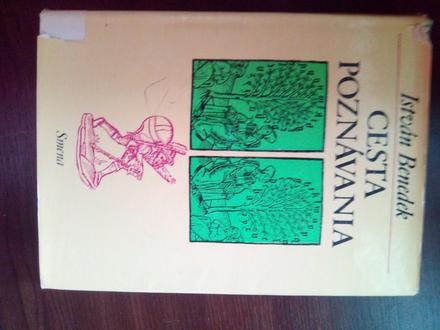 István Benedek
CESTA
POZNÁVANIA
Smena